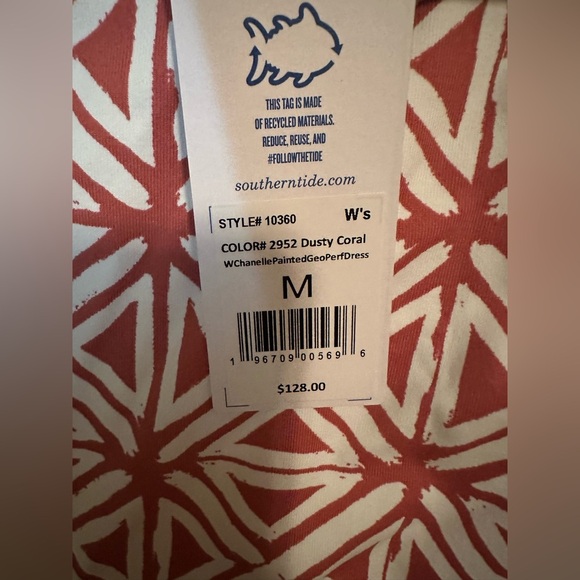 THIS TAG IS MADE
OF RECYCLED MATERIALS.
REDUCE, REUSE, AND
#FOLLOWTHETIDE
southerntide.com
STYLE# 10360 W's
COLOR# 2952 Dusty Coral
WChanellePaintedGeoPerfDress
M
1 96709 00569 6
$128.00